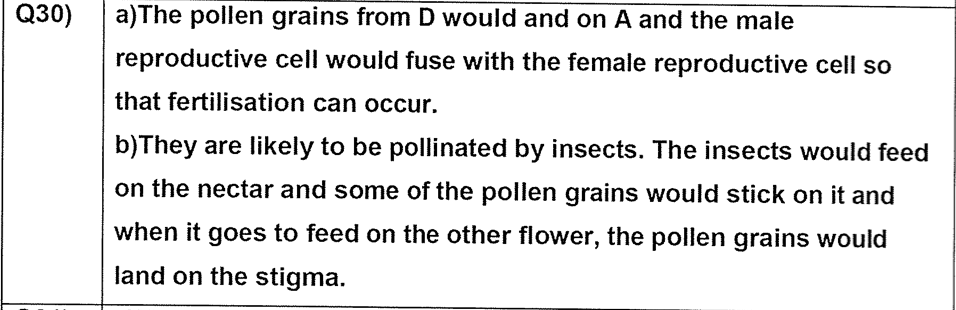 Q30) a)The pollen grains from D would and on A and the male
reproductive cell would fuse with the female reproductive cell so
that fertilisation can occur.
b)They are likely to be pollinated by insects. The insects would feed
on the nectar and some of the pollen grains would stick on it and
when it goes to feed on the other flower, the pollen grains would
land on the stigma.